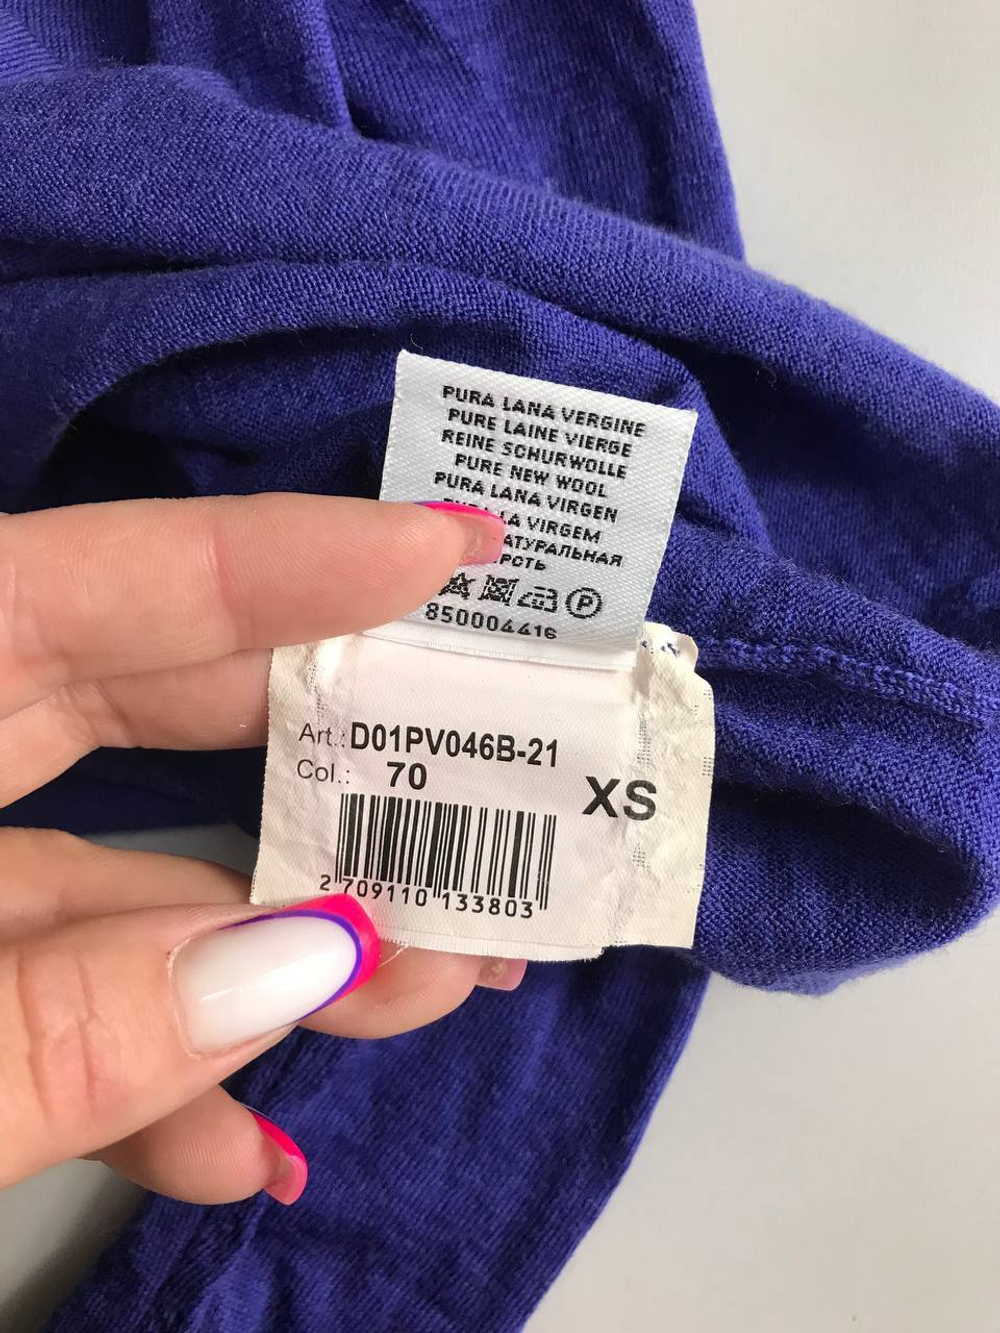 PURA LANA VERGINE
PURE LAINE VIERGE
REINE SCHURWOLLE
PURE NEW WOOL
PURA LANA VIRGEN
VIRGEM
P
850004416
Art.: D01PV046B-21
Col.: 70
XS
2 709110 133803